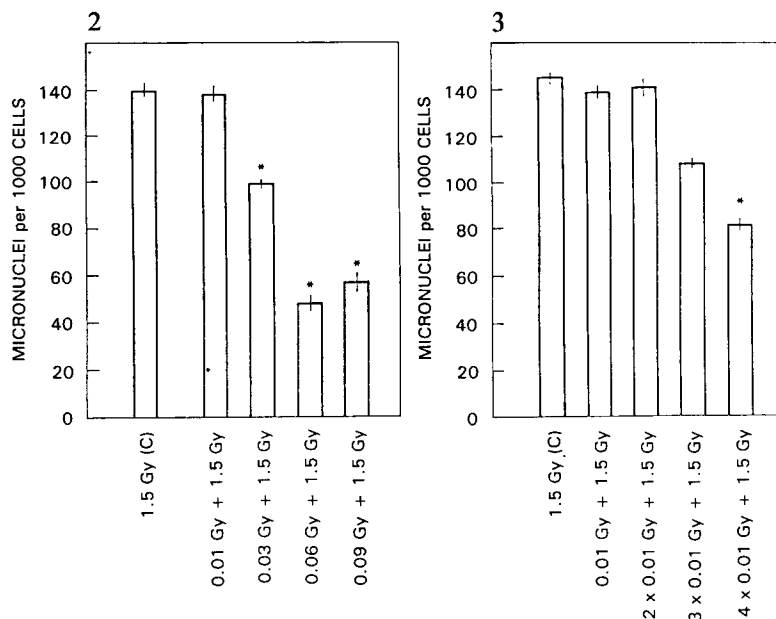 2
MICRONUCLEI per 1000 CELLS
140
120
100
80
60
40
20
0
1.5 Gy (C)
0.01 Gy + 1.5 Gy
0.03 Gy + 1.5 Gy
0.06 Gy + 1.5 Gy
0.09 Gy + 1.5 Gy
*
*
*
3
MICRONUCLEI per 1000 CELLS
140
120
100
80
60
40
20
0
1.5 Gy (C)
0.01 Gy + 1.5 Gy
2 x 0.01 Gy + 1.5 Gy
3 x 0.01 Gy + 1.5 Gy
4 x 0.01 Gy + 1.5 Gy
*